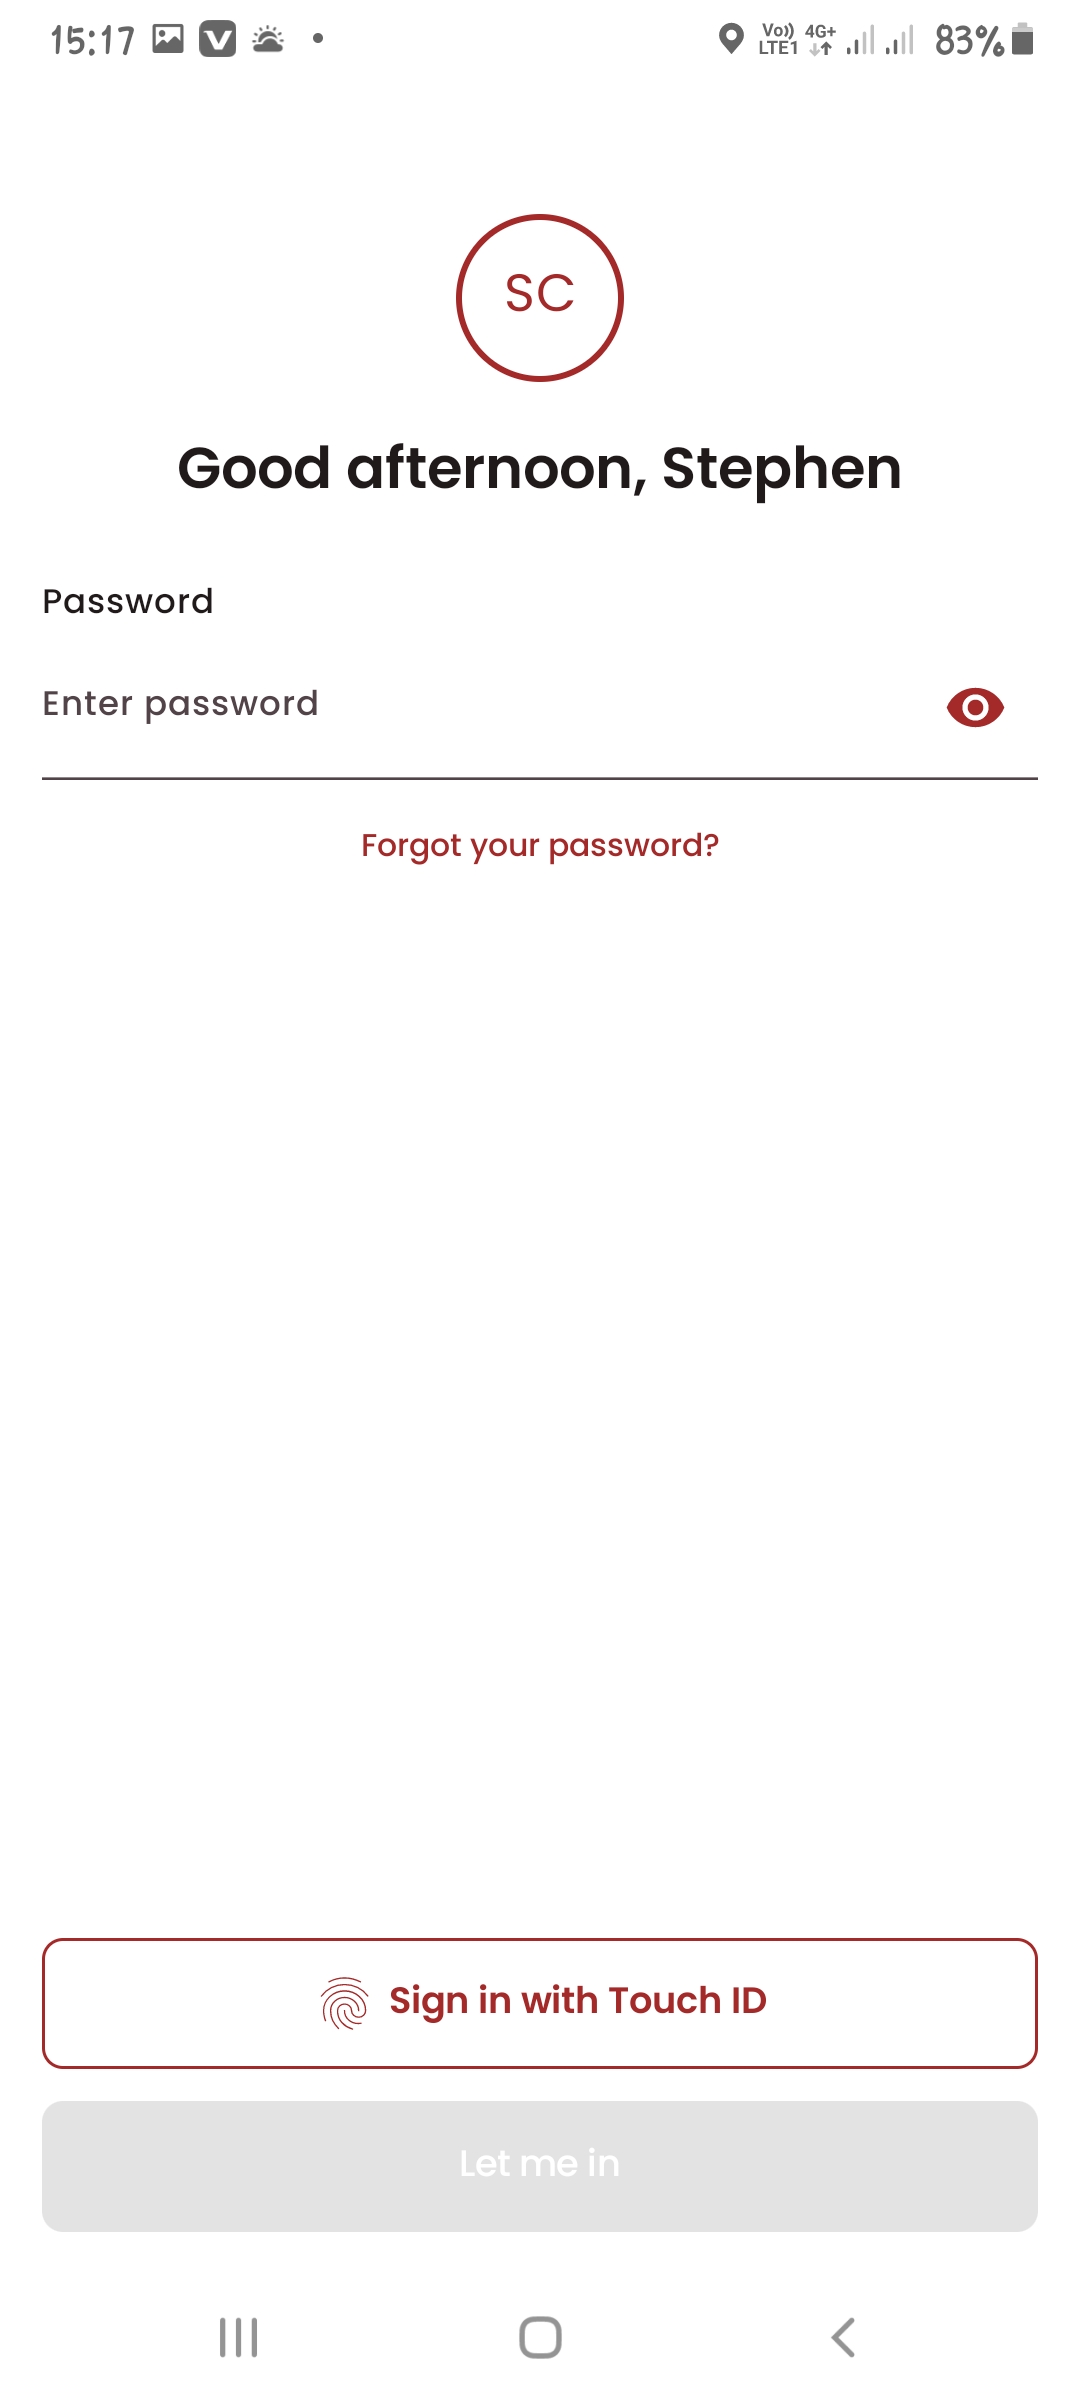 15:17
Vo)) LTE1 4G+ 83%
SC
Good afternoon, Stephen
Password
Enter password
Forgot your password?
Sign in with Touch ID
Let me in